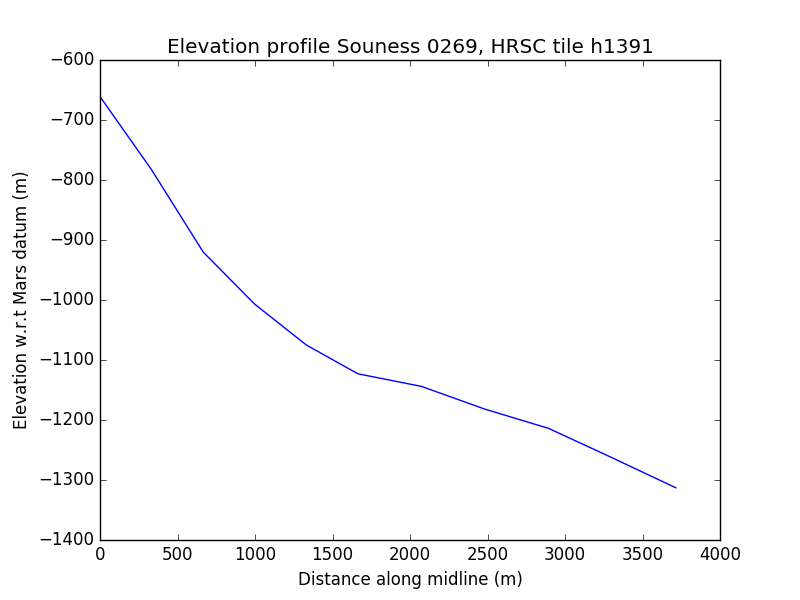 Elevation profile Souness 0269, HRSC tile h1391
−600
−700
−800
−900
−1000
−1100
−1200
−1300
−1400
Elevation w.r.t Mars datum (m)
0 500 1000 1500 2000 2500 3000 3500 4000
Distance along midline (m)